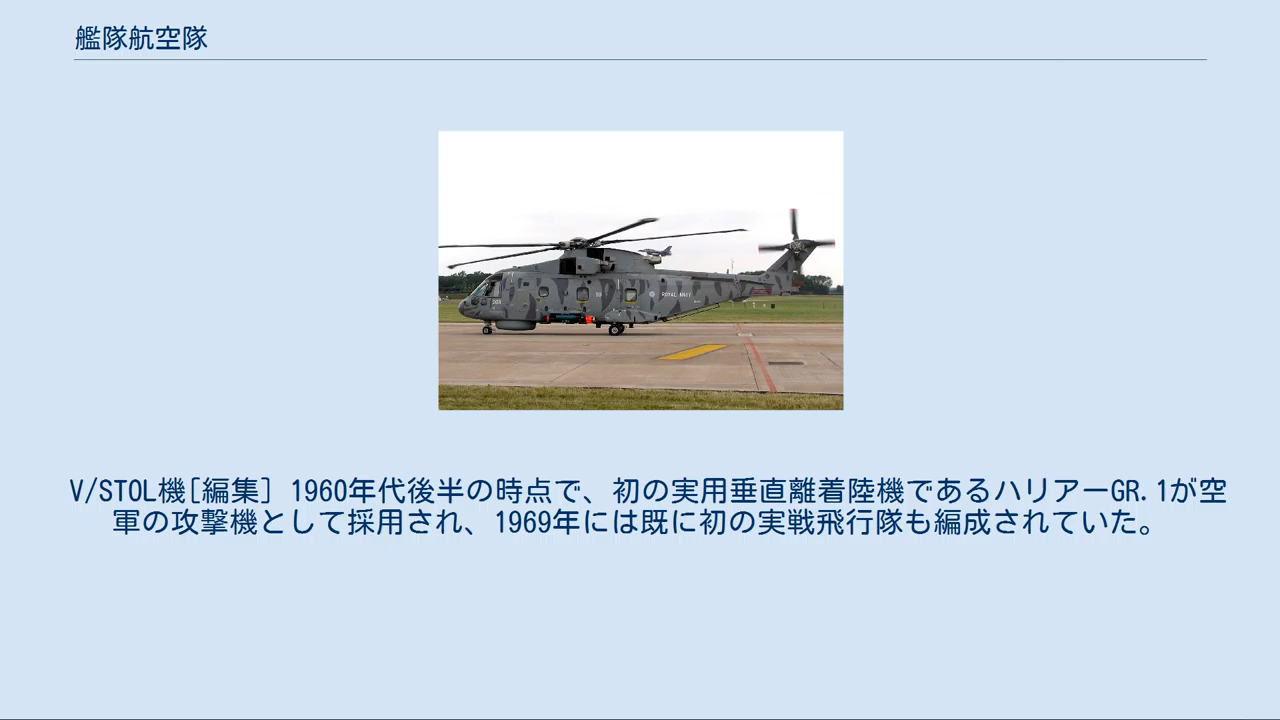 艦隊航空隊
ROYAL NAVY
V/STOL機[編集] 1960年代後半の時点で、初の実用垂直離着陸機であるハリアーGR.1が空
軍の攻撃機として採用され、1969年には既に初の実戦飛行隊も編成されていた。